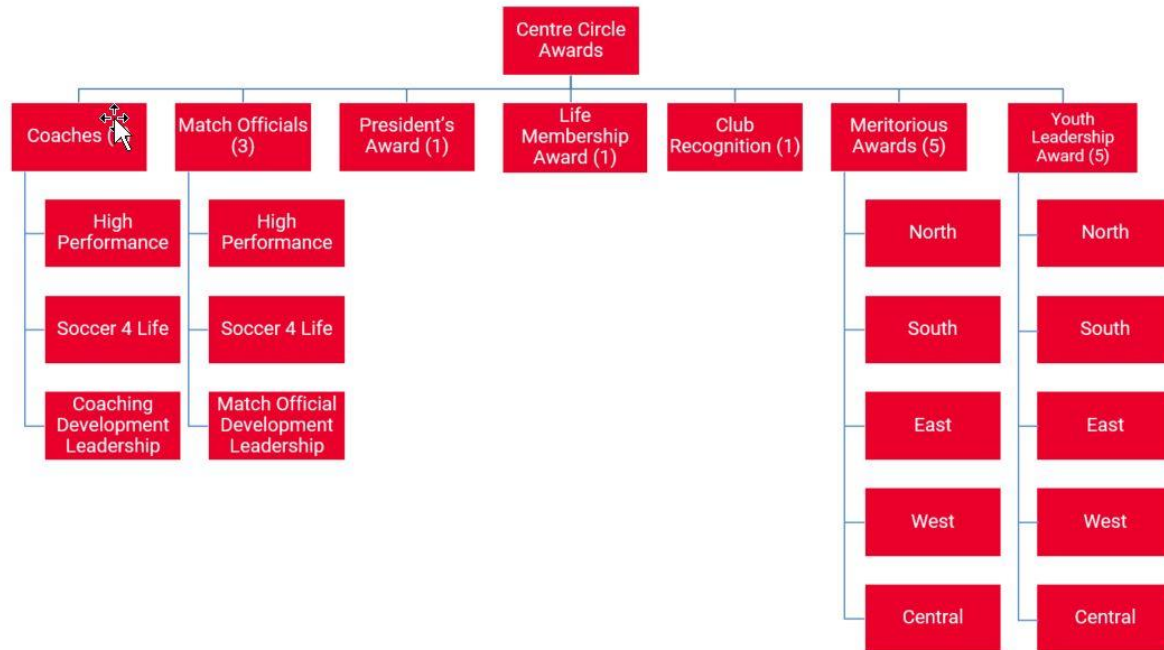 Centre Circle
Awards
Coaches (
Match Officials
(3)
President's
Award (1)
Life
Membership
Award (1)
Club
Recognition (1)
Meritorious
Awards (5)
Youth
Leadership
Award (5)
High
Performance
Soccer 4 Life
Coaching
Development
Leadership
High
Performance
Soccer 4 Life
Match Official
Development
Leadership
North
South
East
West
Central
North
South
East
West
Central